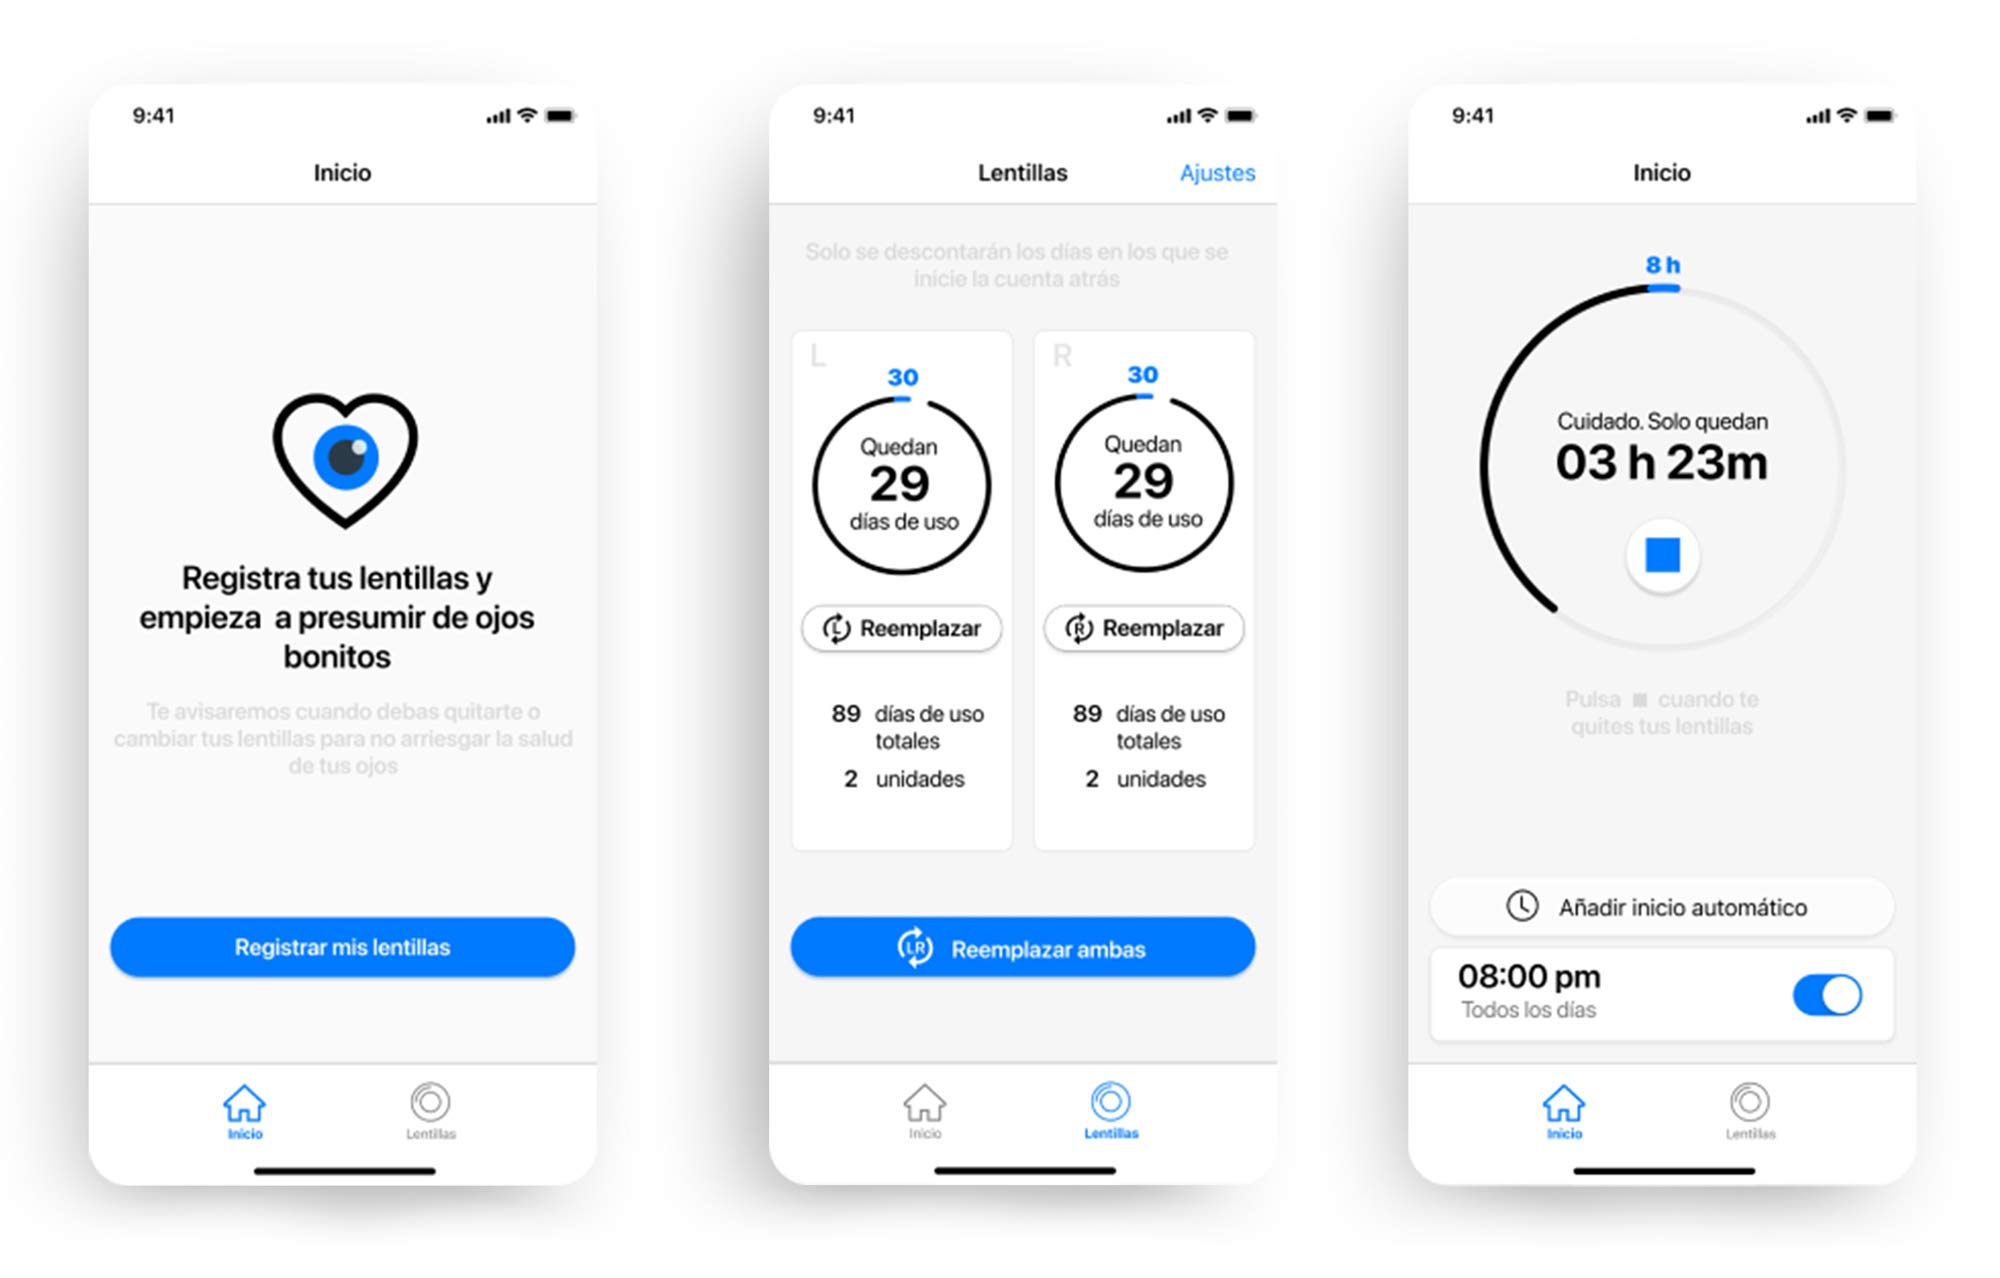 9:41
Inicio
Registra tus lentillas y
empieza a presumir de ojos
bonitos
Te avisaremos cuando debas quitarte o
cambiar tus lentillas para no arriesgar la salud
de tus ojos
Registrar mis lentillas
Inicio
Lentillas
9:41
Lentillas
Ajustes
Solo se descontarán los días en los que se
inicie la cuenta atrás
L
30
Quedan
29
días de uso
L Reemplazar
89 días de uso
totales
2 unidades
R
30
Quedan
29
días de uso
R Reemplazar
89 días de uso
totales
2 unidades
LR Reemplazar ambas
Inicio
Lentillas
9:41
Inicio
8 h
Cuidado. Solo quedan
03 h 23m
Pulsa ■ cuando te
quites tus lentillas
Añadir inicio automático
08:00 pm
Todos los días
Inicio
Lentillas